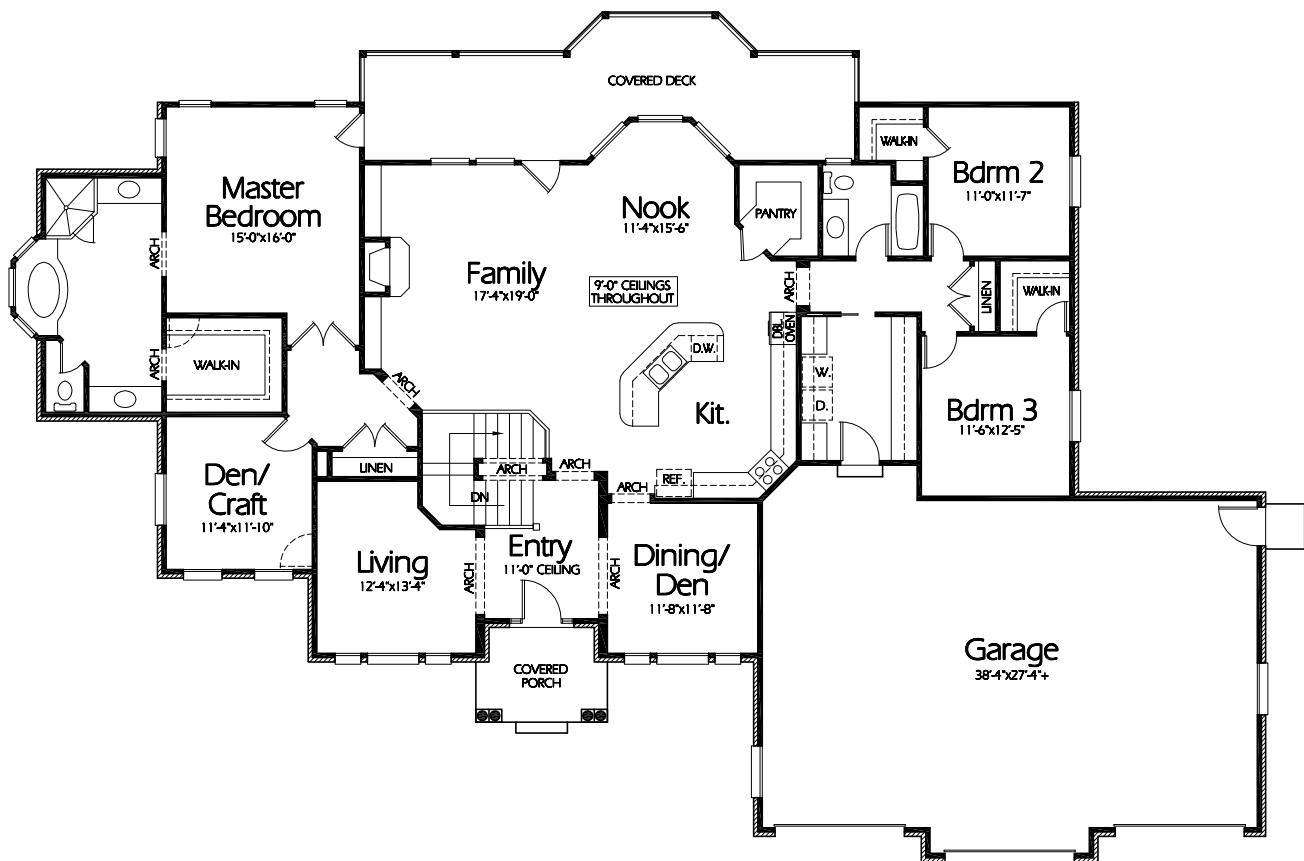 COVERED DECK
WALK-IN
Bdrm 2
11'-0"x11'-7"
Master
Bedroom
15'-0"x16'-0"
Nook
11'-4"x15'-6"
PANTRY
ARCH
Family
17'-4"x19'-0"
9'-0" CEILINGS
THROUGHOUT
ARCH
LINEN
WALK-IN
DBL.
OVEN
D.W.
WALK-IN
ARCH
ARCH
W.
D.
Kit.
Bdrm 3
11'-6"x12'-5"
LINEN
ARCH
ARCH
REF.
ARCH
DN
Den/
Craft
11'-4"x11'-10"
Living
12'-4"x13'-4"
ARCH
Entry
11'-0" CEILING
ARCH
Dining/
Den
11'-8"x11'-8"
COVERED
PORCH
Garage
38'-4"x27'-4"+